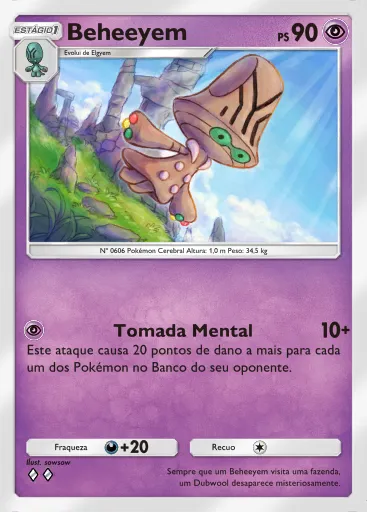 ESTÁGIO 1
Beheeyem
PS 90
Evolui de Elgyem
Nº 0606 Pokémon Cerebral Altura: 1,0 m Peso: 34,5 kg
Tomada Mental 10+
Este ataque causa 20 pontos de dano a mais para cada
um dos Pokémon no Banco do seu oponente.
Fraqueza +20 Recuo
Ilust. sowsow
Sempre que um Beheeyem visita uma fazenda,
um Dubwool desaparece misteriosamente.